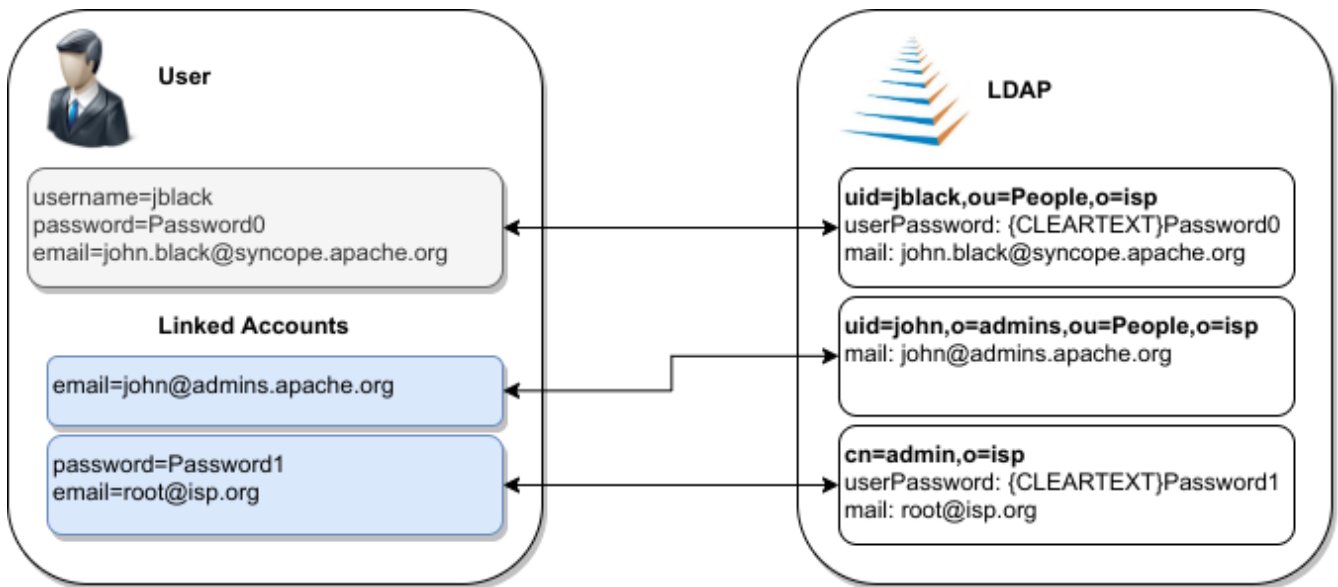 User
username=jblack
password=Password0
email=john.black@syncope.apache.org
Linked Accounts
email=john@admins.apache.org
password=Password1
email=root@isp.org
LDAP
uid=jblack,ou=People,o=isp
userPassword: {CLEARTEXT}Password0
mail: john.black@syncope.apache.org
uid=john,o=admins,ou=People,o=isp
mail: john@admins.apache.org
cn=admin,o=isp
userPassword: {CLEARTEXT}Password1
mail: root@isp.org